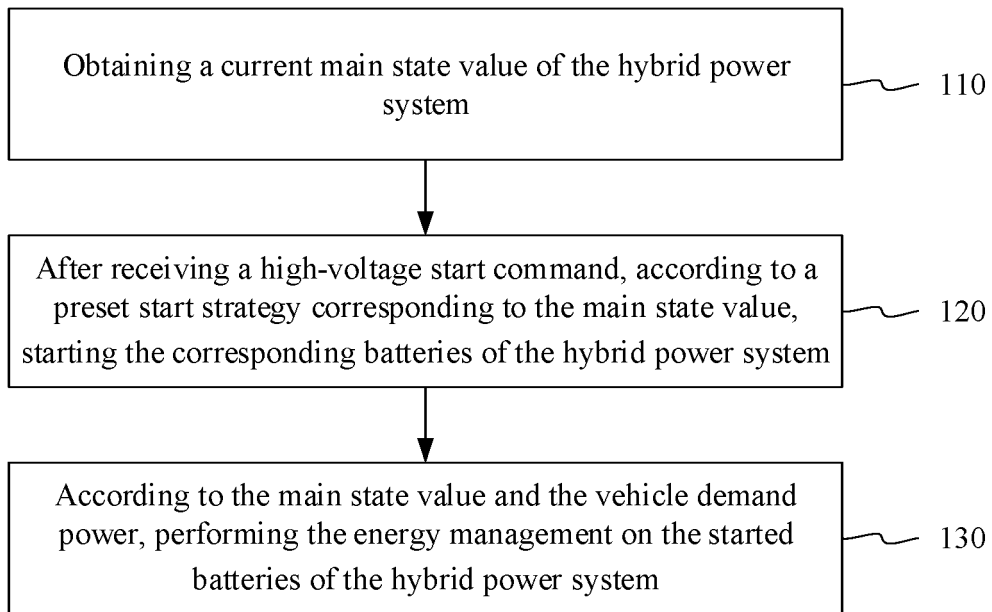 Obtaining a current main state value of the hybrid power
system
110
After receiving a high-voltage start command, according to a
preset start strategy corresponding to the main state value,
starting the corresponding batteries of the hybrid power system
120
According to the main state value and the vehicle demand
power, performing the energy management on the started
batteries of the hybrid power system
130